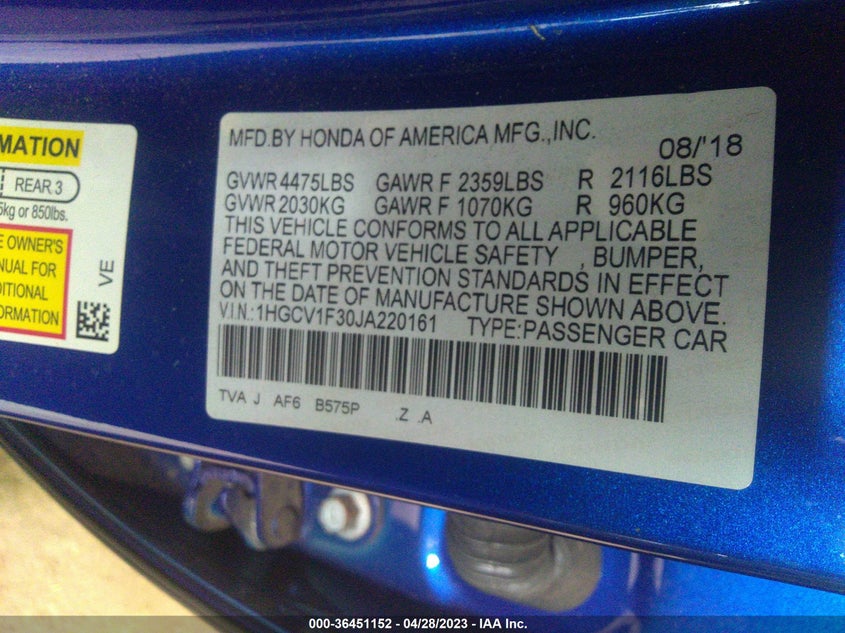 MATION
REAR 3
5kg or 850lbs.
E OWNER'S
NUAL FOR
DITIONAL
ORMATION
VE
MFD.BY HONDA OF AMERICA MFG.,INC.
08/'18
GVWR 4475LBS GAWR F 2359LBS R 2116LBS
GVWR 2030KG GAWR F 1070KG R 960KG
THIS VEHICLE CONFORMS TO ALL APPLICABLE
FEDERAL MOTOR VEHICLE SAFETY , BUMPER,
AND THEFT PREVENTION STANDARDS IN EFFECT
ON THE DATE OF MANUFACTURE SHOWN ABOVE.
V.I.N.:1HGCV1F30JA220161 TYPE:PASSENGER CAR
TVA J AF6 B575P .Z .A
000-36451152 - 04/28/2023 - IAA Inc.